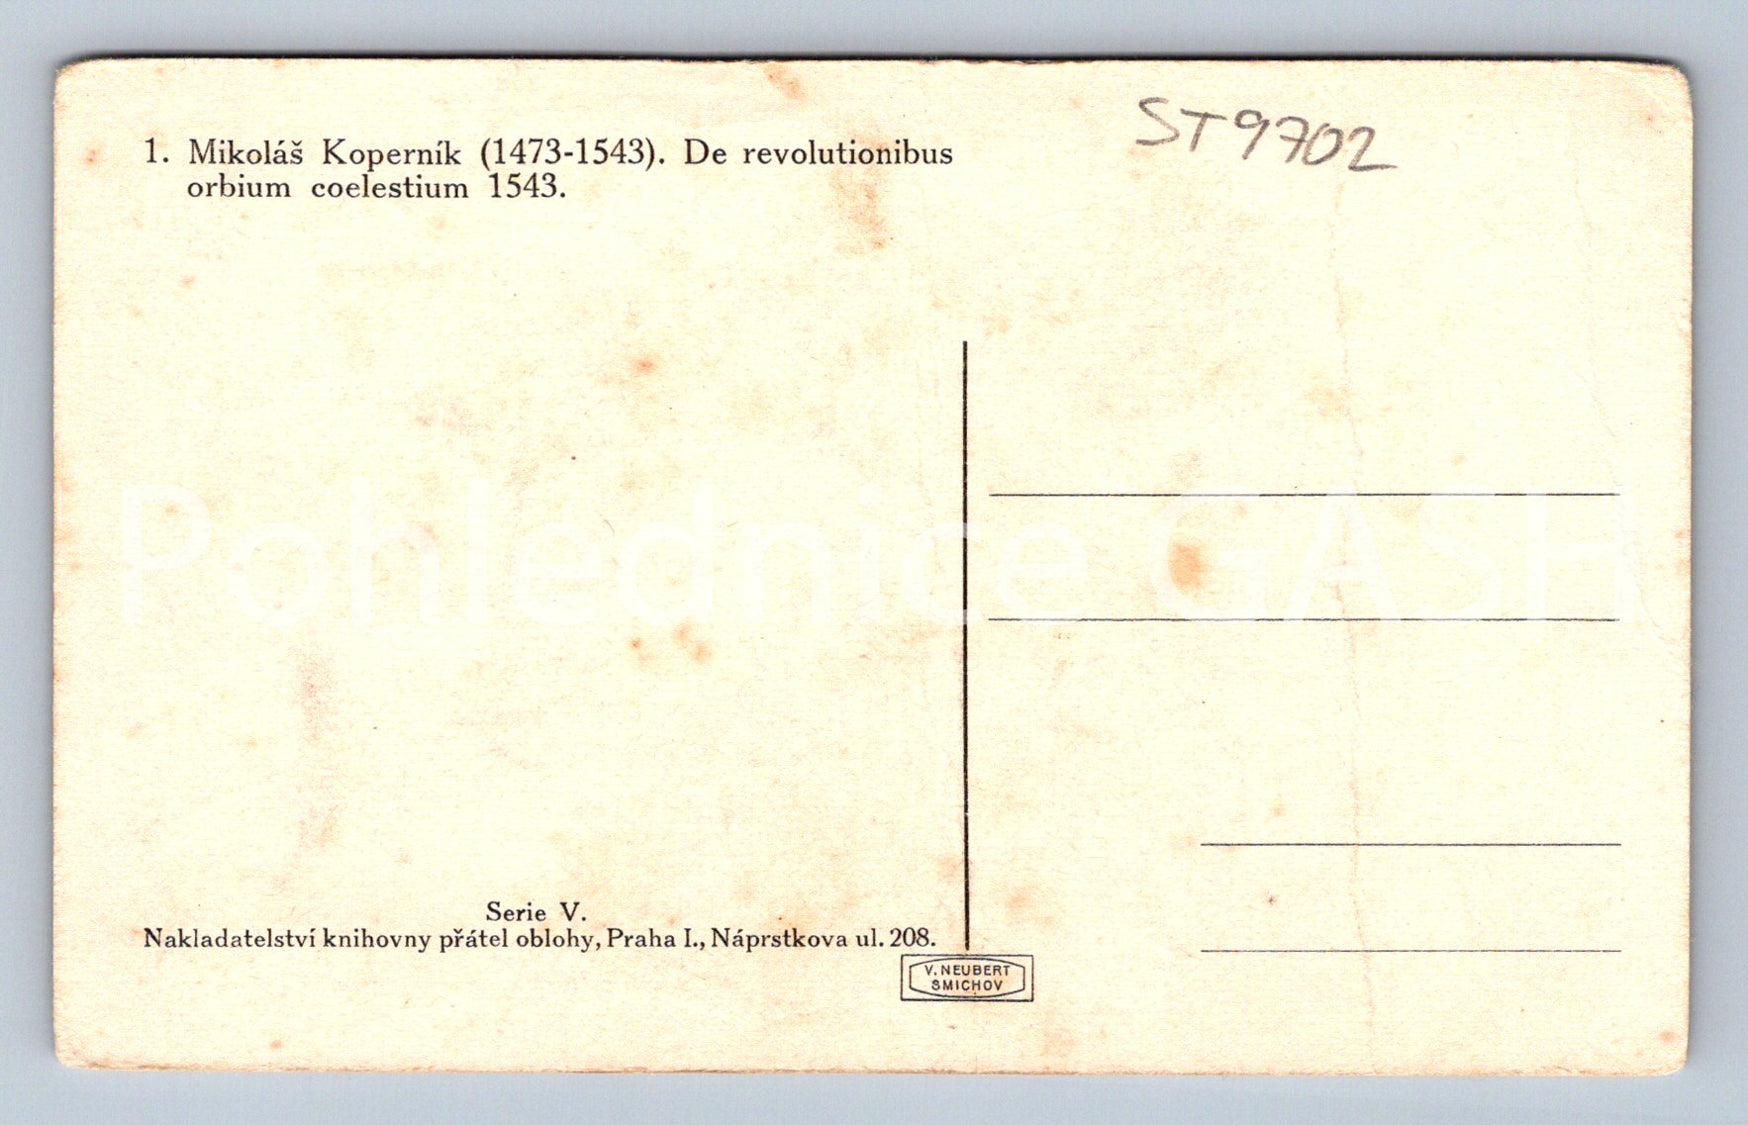 1. Mikoláš Koperník (1473-1543). De revolutionibus
orbium coelestium 1543.
ST9702
Pohlednice GASH
Serie V.
Nakladatelství knihovny přátel oblohy, Praha I., Náprstkova ul. 208.
V. NEUBERT
SMICHOV